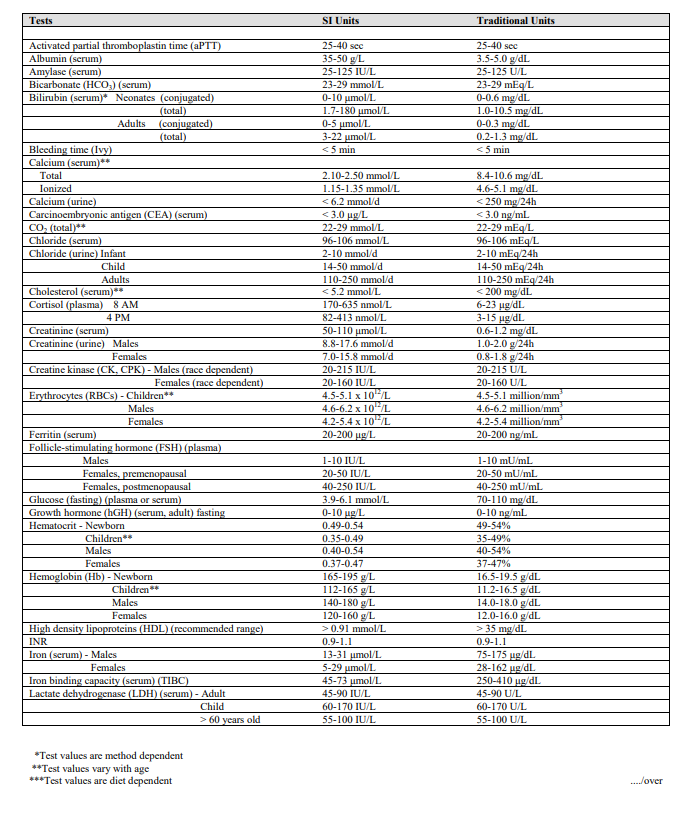 Tests SI Units Traditional Units
Activated partial thromboplastin time (aPTT) 25-40 sec 25-40 sec
Albumin (serum) 35-50 g/L 3.5-5.0 g/dL
Amylase (serum) 25-125 IU/L 25-125 U/L
Bicarbonate (HCO₃) (serum) 23-29 mmol/L 23-29 mEq/L
Bilirubin (serum)* Neonates (conjugated) 0-10 µmol/L 0-0.6 mg/dL
(total) 1.7-180 µmol/L 1.0-10.5 mg/dL
Adults (conjugated) 0-5 µmol/L 0-0.3 mg/dL
(total) 3-22 µmol/L 0.2-1.3 mg/dL
Bleeding time (Ivy) < 5 min < 5 min
Calcium (serum)**
Total 2.10-2.50 mmol/L 8.4-10.6 mg/dL
Ionized 1.15-1.35 mmol/L 4.6-5.1 mg/dL
Calcium (urine) < 6.2 mmol/d < 250 mg/24h
Carcinoembryonic antigen (CEA) (serum) < 3.0 µg/L < 3.0 ng/mL
CO₂ (total)** 22-29 mmol/L 22-29 mEq/L
Chloride (serum) 96-106 mmol/L 96-106 mEq/L
Chloride (urine) Infant 2-10 mmol/d 2-10 mEq/24h
Child 14-50 mmol/d 14-50 mEq/24h
Adults 110-250 mmol/d 110-250 mEq/24h
Cholesterol (serum)** < 5.2 mmol/L < 200 mg/dL
Cortisol (plasma) 8 AM 170-635 nmol/L 6-23 µg/dL
4 PM 82-413 nmol/L 3-15 µg/dL
Creatinine (serum) 50-110 µmol/L 0.6-1.2 mg/dL
Creatinine (urine) Males 8.8-17.6 mmol/d 1.0-2.0 g/24h
Females 7.0-15.8 mmol/d 0.8-1.8 g/24h
Creatine kinase (CK, CPK) - Males (race dependent) 20-215 IU/L 20-215 U/L
Females (race dependent) 20-160 IU/L 20-160 U/L
Erythrocytes (RBCs) - Children** 4.5-5.1 x 10¹²/L 4.5-5.1 million/mm³
Males 4.6-6.2 x 10¹²/L 4.6-6.2 million/mm³
Females 4.2-5.4 x 10¹²/L 4.2-5.4 million/mm³
Ferritin (serum) 20-200 µg/L 20-200 ng/mL
Follicle-stimulating hormone (FSH) (plasma)
Males 1-10 IU/L 1-10 mU/mL
Females, premenopausal 20-50 IU/L 20-50 mU/mL
Females, postmenopausal 40-250 IU/L 40-250 mU/mL
Glucose (fasting) (plasma or serum) 3.9-6.1 mmol/L 70-110 mg/dL
Growth hormone (hGH) (serum, adult) fasting 0-10 µg/L 0-10 ng/mL
Hematocrit - Newborn 0.49-0.54 49-54%
Children** 0.35-0.49 35-49%
Males 0.40-0.54 40-54%
Females 0.37-0.47 37-47%
Hemoglobin (Hb) - Newborn 165-195 g/L 16.5-19.5 g/dL
Children** 112-165 g/L 11.2-16.5 g/dL
Males 140-180 g/L 14.0-18.0 g/dL
Females 120-160 g/L 12.0-16.0 g/dL
High density lipoproteins (HDL) (recommended range) > 0.91 mmol/L > 35 mg/dL
INR 0.9-1.1 0.9-1.1
Iron (serum) - Males 13-31 µmol/L 75-175 µg/dL
Females 5-29 µmol/L 28-162 µg/dL
Iron binding capacity (serum) (TIBC) 45-73 µmol/L 250-410 µg/dL
Lactate dehydrogenase (LDH) (serum) - Adult 45-90 IU/L 45-90 U/L
Child 60-170 IU/L 60-170 U/L
> 60 years old 55-100 IU/L 55-100 U/L
*Test values are method dependent
**Test values vary with age
***Test values are diet dependent ..../over